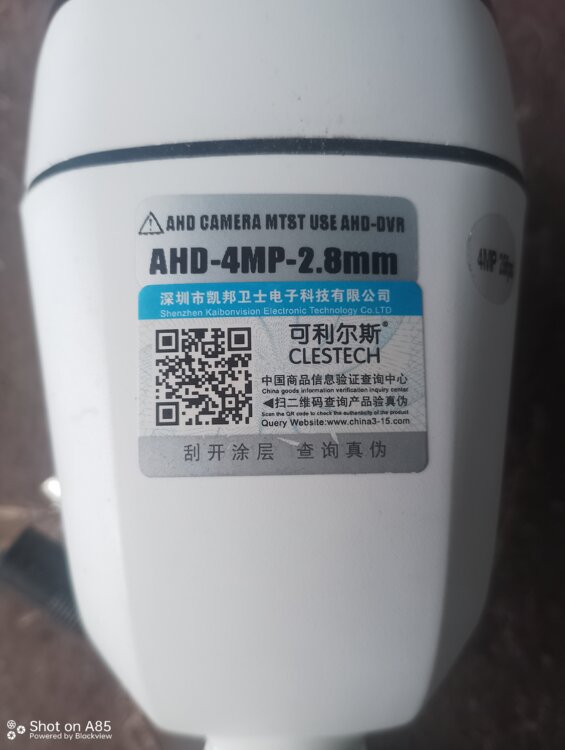 AHD CAMERA MTST USE AHD-DVR
AHD-4MP-2.8mm
4MP
深圳市凯邦卫士电子科技有限公司
Shenzhen Kaibonvision Electronic Technology Co.LTD
可利尔斯®
CLESTECH
中国商品信息验证查询中心
China goods information verification enquiry center
◀扫二维码查询产品验真伪
Scan the QR code to check the authenticity of the product
Query Website:www.china3-15.com
刮开涂层 查询真伪
Shot on A85
Powered by Blockview